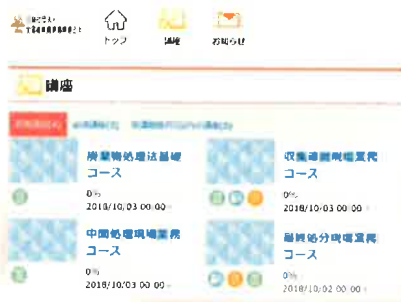 トップ
講座
お知らせ
講座
廃棄物処理法基礎
コース
0%
2018/10/03 00:00 -
収集運搬現場実務
コース
0%
2018/10/03 00:00 -
中間処理現場実務
コース
0%
2018/10/03 00:00 -
最終処分現場実務
コース
0%
2018/10/02 00:00 -